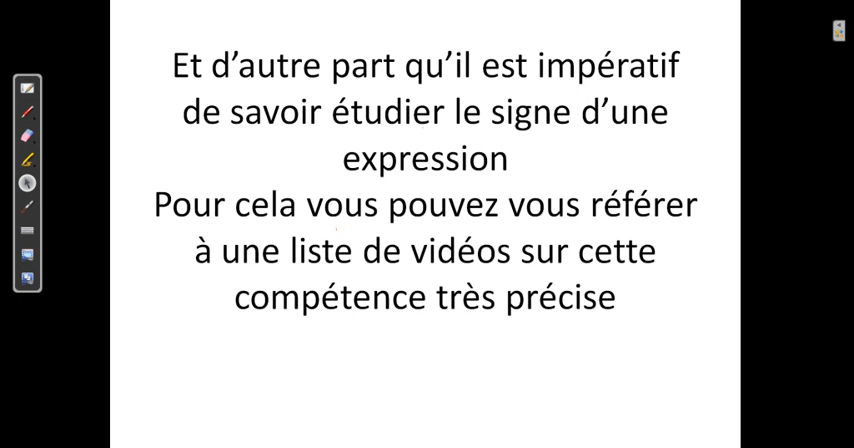 Et d’autre part qu’il est impératif
de savoir étudier le signe d’une
expression
Pour cela vous pouvez vous référer
à une liste de vidéos sur cette
compétence très précise